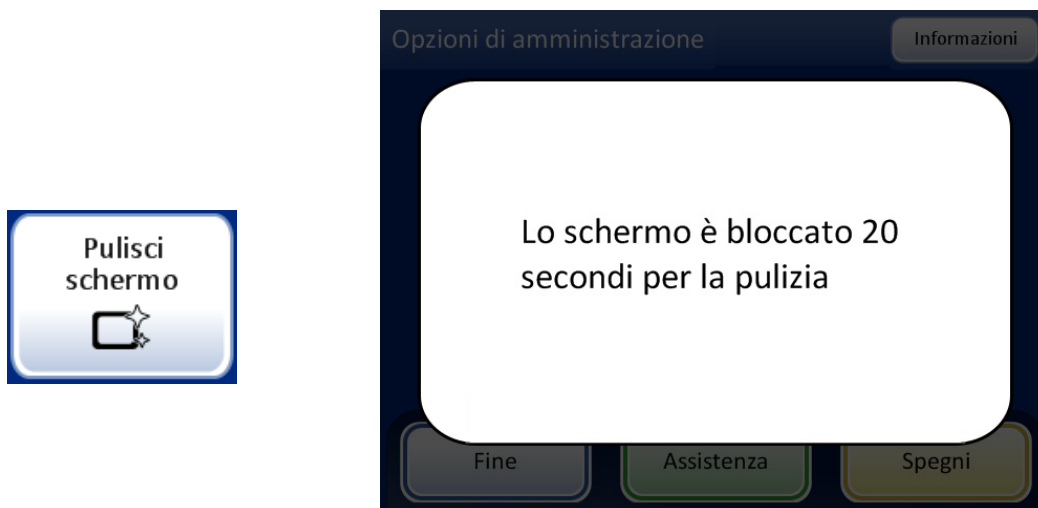 Pulisci
schermo
Opzioni di amministrazione
Informazioni
Lo schermo è bloccato 20
secondi per la pulizia
Fine
Assistenza
Spegni